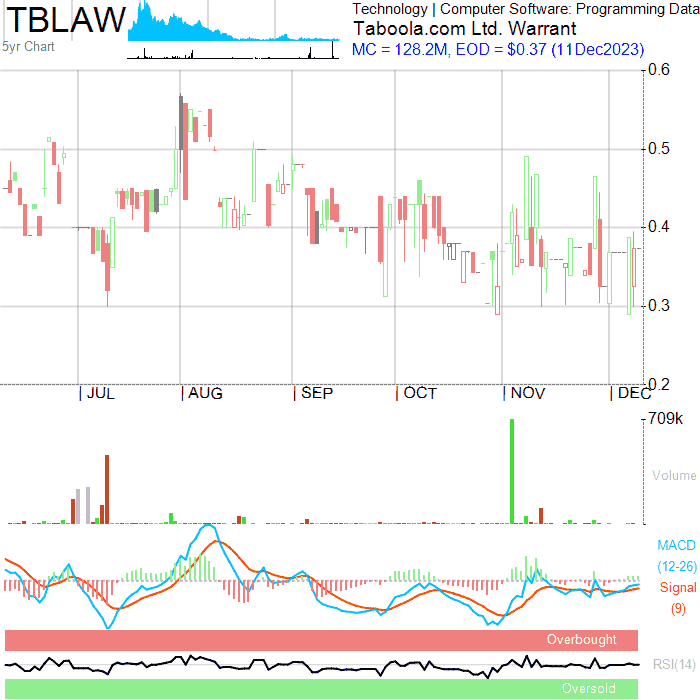 TBLAW
5yr Chart
Technology | Computer Software: Programming Data
Taboola.com Ltd. Warrant
MC = 128.2M, EOD = $0.37 (11Dec2023)
0.6
0.5
0.4
0.3
0.2
| JUL | AUG | SEP | OCT | NOV | DEC
709k
Volume
MACD
(12-26)
Signal
(9)
Overbought
RSI(14)
Oversold